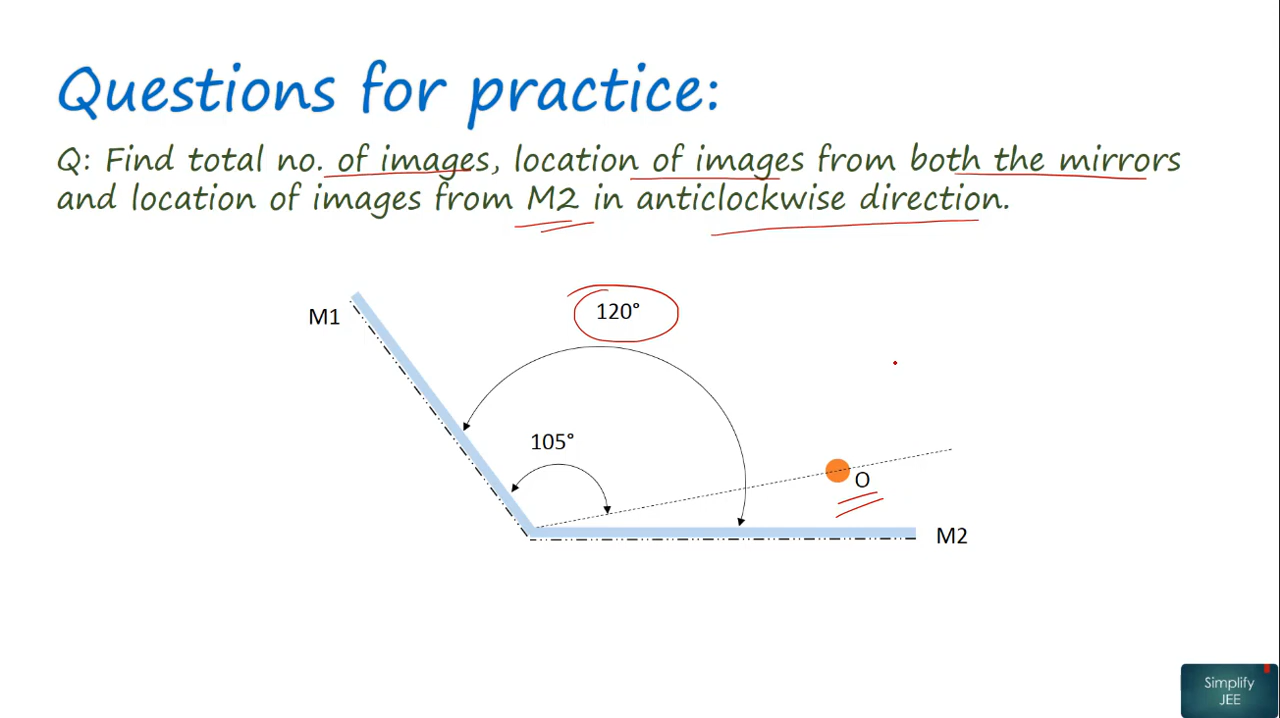 Questions for practice:
Q: Find total no. of images, location of images from both the mirrors
and location of images from M2 in anticlockwise direction.
120°
M1
105°
O
M2
Simplify
JEE